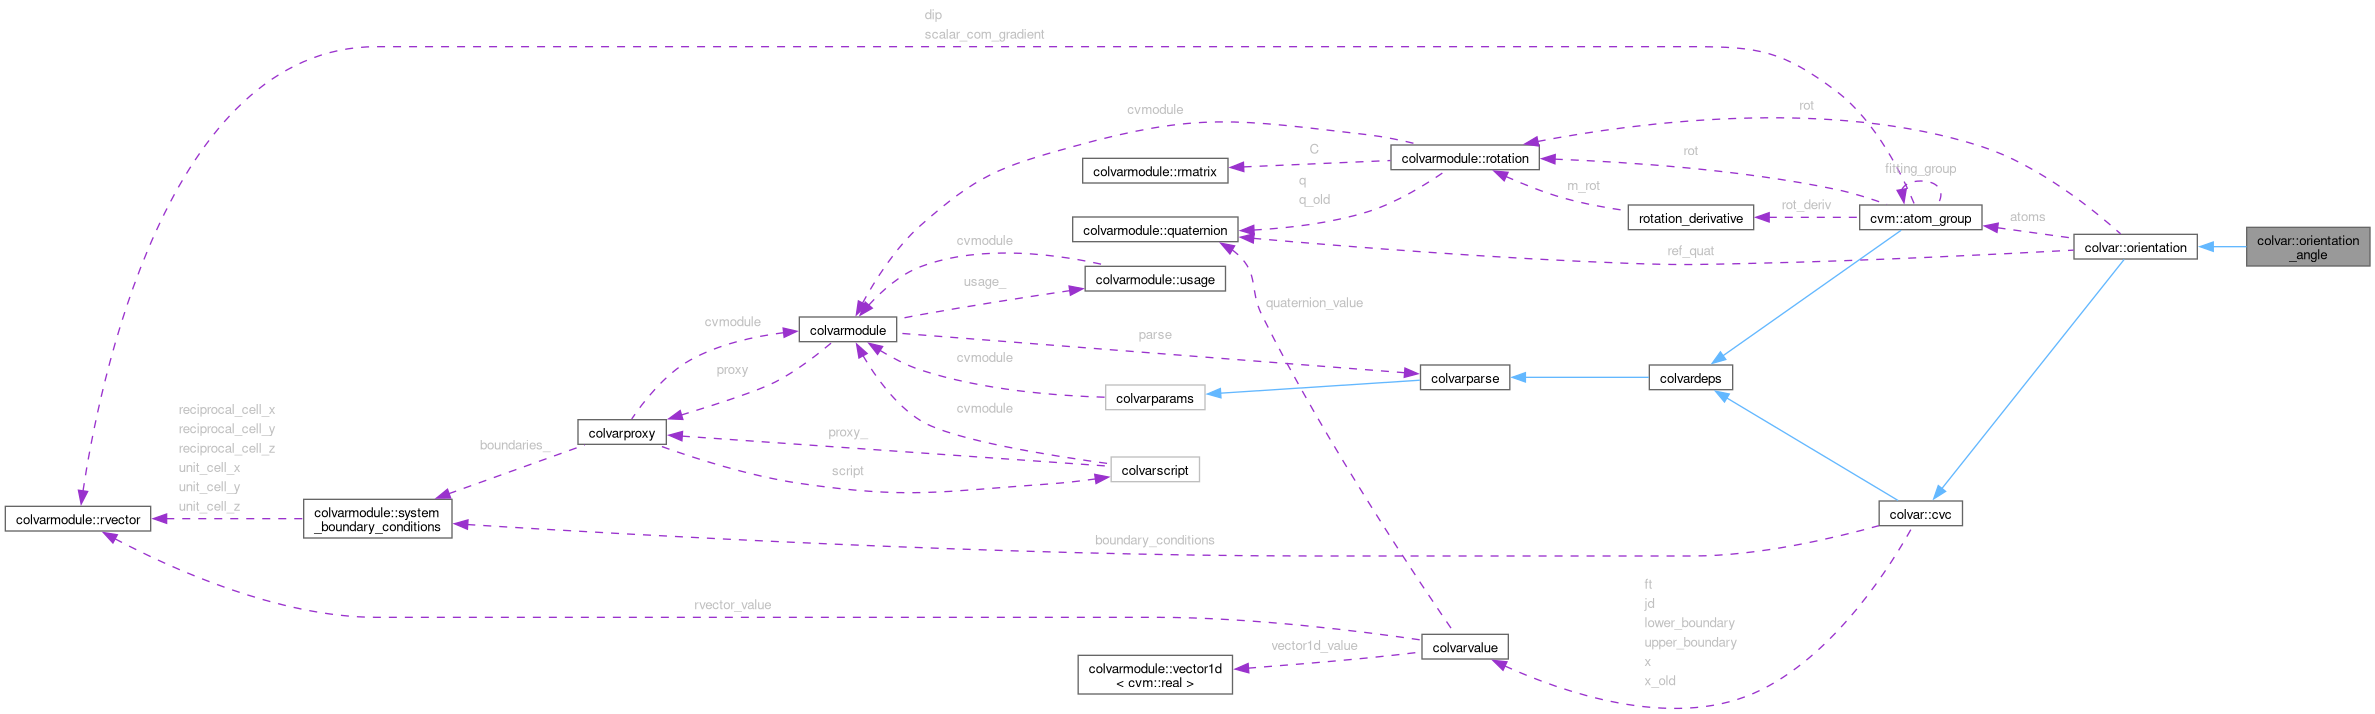 dip
scalar_com_gradient
cvmodule
rot
colvarmodule::rotation
C
rot
colvarmodule::rmatrix
fitting_group
q
q_old
m_rot
rot_deriv
rotation_derivative
cvm::atom_group
atoms
colvarmodule::quaternion
cvmodule
ref_quat
colvar::orientation
colvar::orientation
_angle
colvarmodule::usage
usage_
quaternion_value
cvmodule
colvarmodule
parse
cvmodule
proxy
colvarparse
colvardeps
colvarparams
cvmodule
reciprocal_cell_x
reciprocal_cell_y
reciprocal_cell_z
unit_cell_x
unit_cell_y
unit_cell_z
colvarproxy
proxy_
boundaries_
script
colvarscript
colvarmodule::rvector
colvarmodule::system
_boundary_conditions
colvar::cvc
boundary_conditions
ft
jd
lower_boundary
upper_boundary
x
x_old
rvector_value
colvarvalue
vector1d_value
colvarmodule::vector1d
< cvm::real >